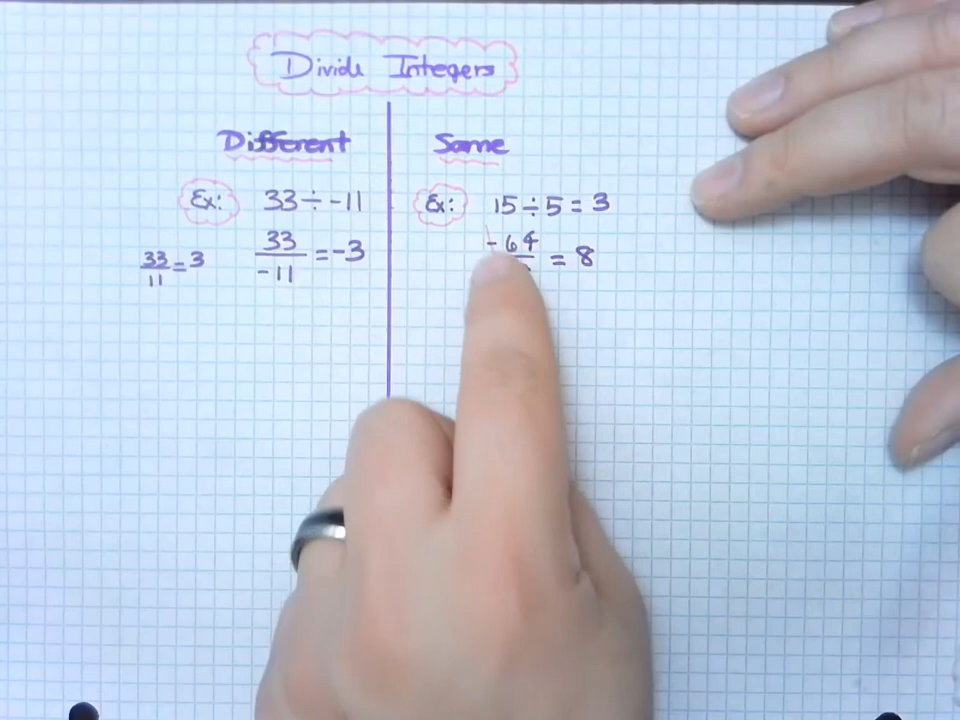 Divide Integers
Different
Ex: 33 ÷ -11
33/-11 = -3
33/11 = 3
Same
Ex: 15 ÷ 5 = 3
-64
= 8